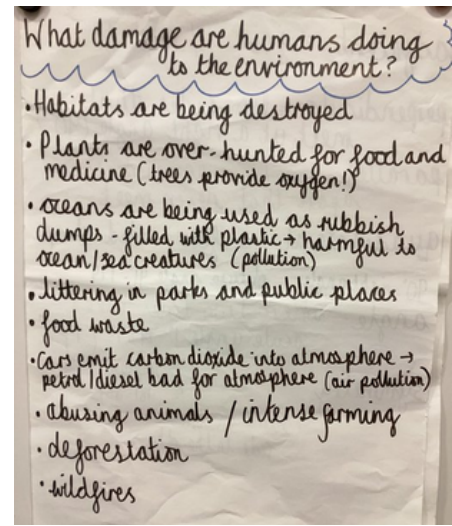 What damage are humans doing
to the environment?
• Habitats are being destroyed
• Plants are over-hunted for food and
medicine (trees provide oxygen!)
• oceans are being used as rubbish
dumps - filled with plastic → harmful to
ocean/sea creatures (pollution)
• littering in parks and public places
• food waste
• Cars emit carbon dioxide into atmosphere →
petrol/diesel bad for atmosphere (air pollution)
• abusing animals / intense farming
• deforestation
• wildfires